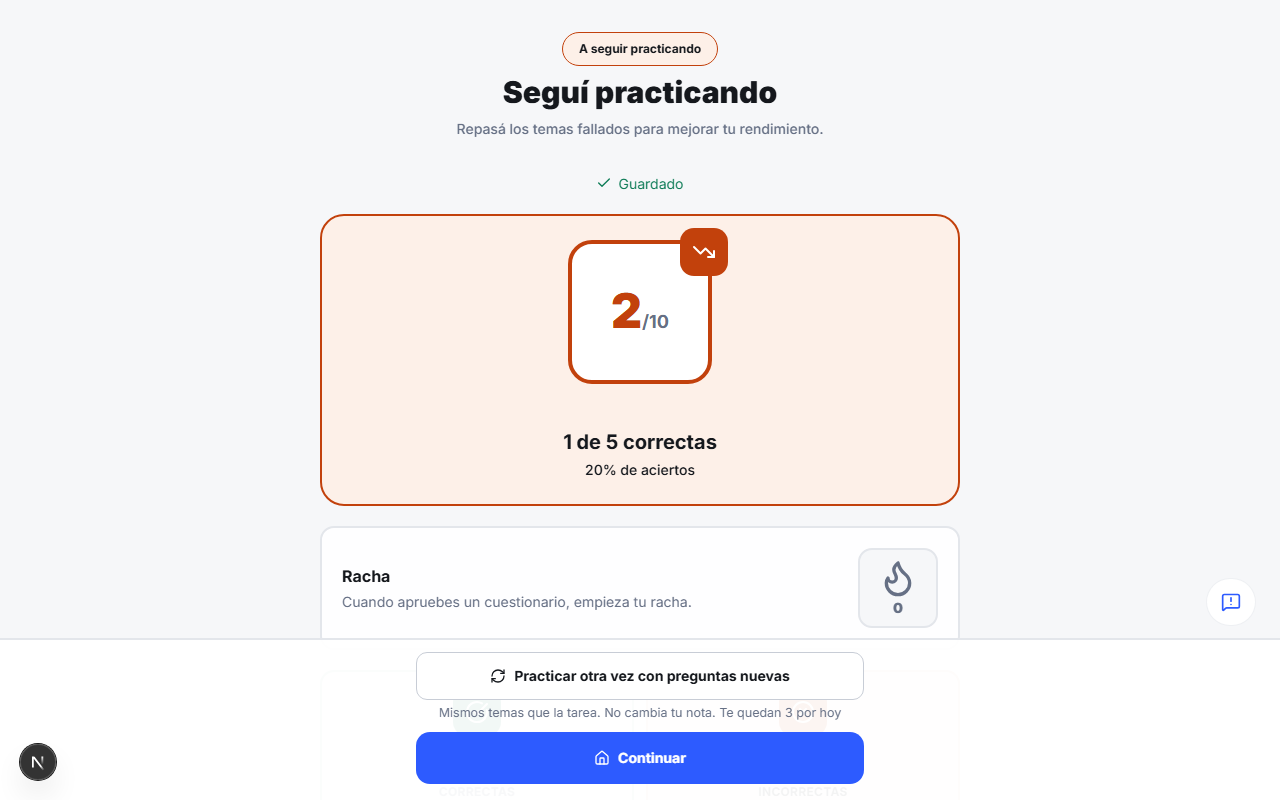 A seguir practicando
Seguí practicando
Repasá los temas fallados para mejorar tu rendimiento.
Guardado
2/10
1 de 5 correctas
20% de aciertos
Racha
Cuando apruebes un cuestionario, empieza tu racha.
0
Practicar otra vez con preguntas nuevas
Mismos temas que la tarea. No cambia tu nota. Te quedan 3 por hoy
Continuar
N
CORRECTAS
INCORRECTAS